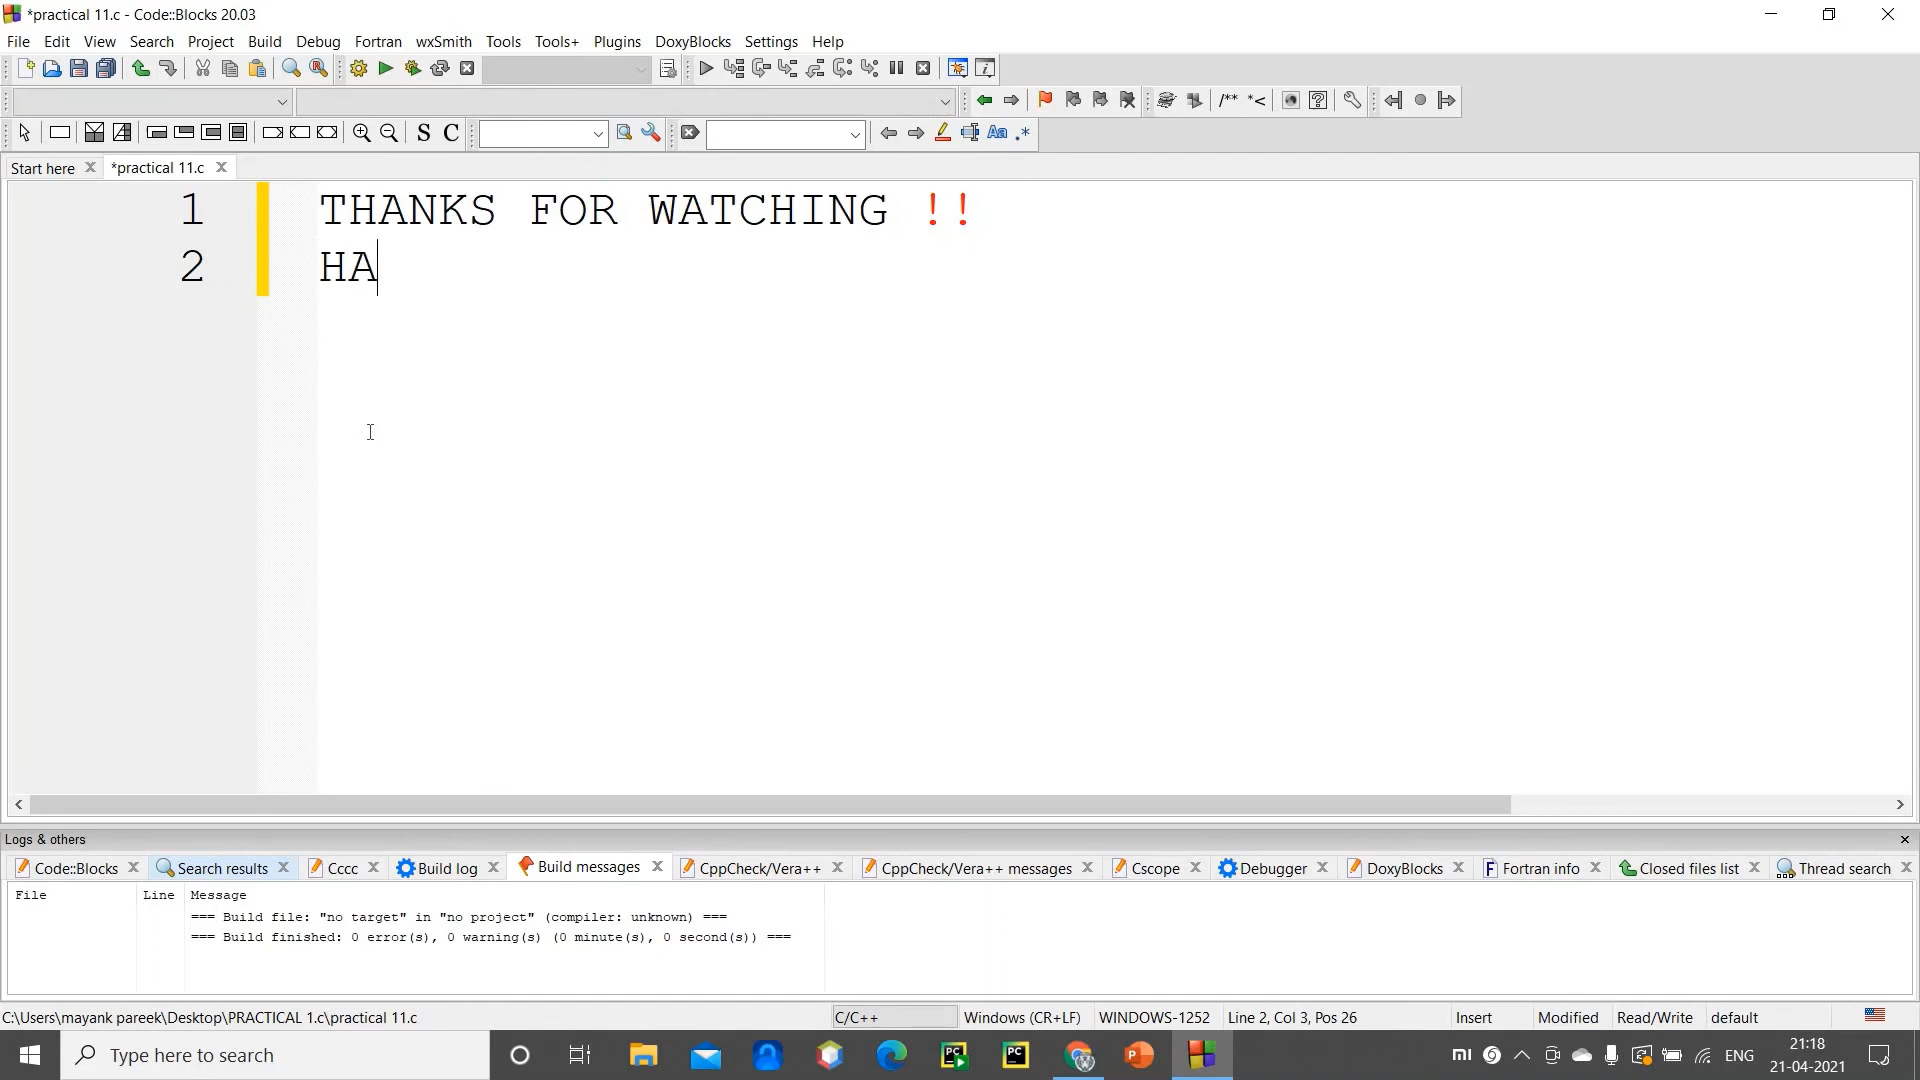 *practical 11.c - Code::Blocks 20.03
File Edit View Search Project Build Debug Fortran wxSmith Tools Tools+ Plugins DoxyBlocks Settings Help
/** *<
S C Aa .*
Start here *practical 11.c
1 THANKS FOR WATCHING !!
2 HA
Logs & others
Code::Blocks Search results Cccc Build log Build messages CppCheck/Vera++ CppCheck/Vera++ messages Cscope Debugger DoxyBlocks Fortran info Closed files list Thread search
File Line Message
=== Build file: "no target" in "no project" (compiler: unknown) ===
=== Build finished: 0 error(s), 0 warning(s) (0 minute(s), 0 second(s)) ===
C:\Users\mayank pareek\Desktop\PRACTICAL 1.c\practical 11.c C/C++ Windows (CR+LF) WINDOWS-1252 Line 2, Col 3, Pos 26 Insert Modified Read/Write default
Type here to search PC PC mi ENG 21:18
21-04-2021